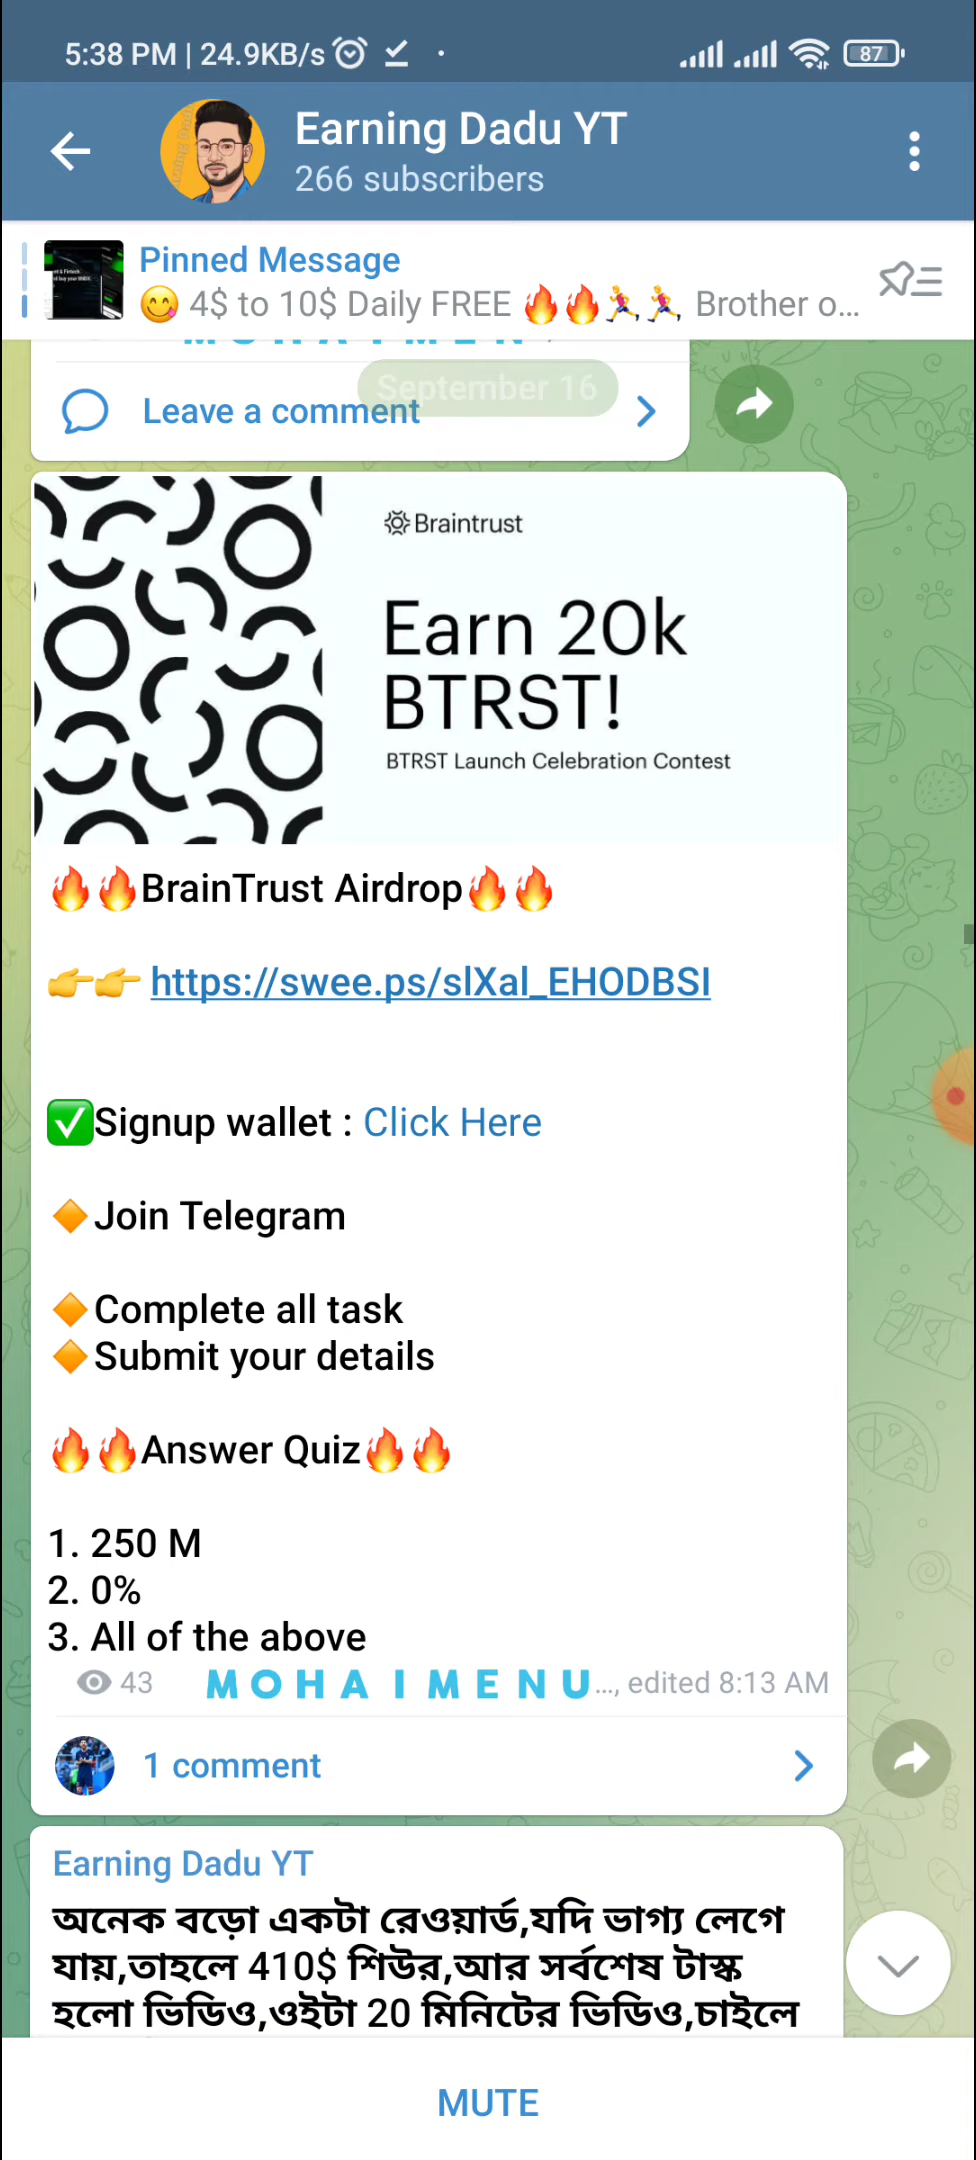 5:38 PM | 24.9KB/s
87
Earning Dadu YT
266 subscribers
Pinned Message
😋 4$ to 10$ Daily FREE 🔥🔥🏃‍♀️🏃‍♀️ Brother o...
September 16
Leave a comment
Braintrust
Earn 20k
BTRST!
BTRST Launch Celebration Contest
🔥🔥BrainTrust Airdrop🔥🔥
👉👉 https://swee.ps/slXal_EHODBSI
✅Signup wallet : Click Here
🔸Join Telegram
🔸Complete all task
🔸Submit your details
🔥🔥Answer Quiz🔥🔥
1. 250 M
2. 0%
3. All of the above
43 M O H A I M E N U..., edited 8:13 AM
1 comment
Earning Dadu YT
অনেক বড়ো একটা রেওয়ার্ড,যদি ভাগ্য লেগে
যায়,তাহলে 410$ শিউর,আর সর্বশেষ টাস্ক
হলো ভিডিও,ওইটা 20 মিনিটের ভিডিও,চাইলে
MUTE